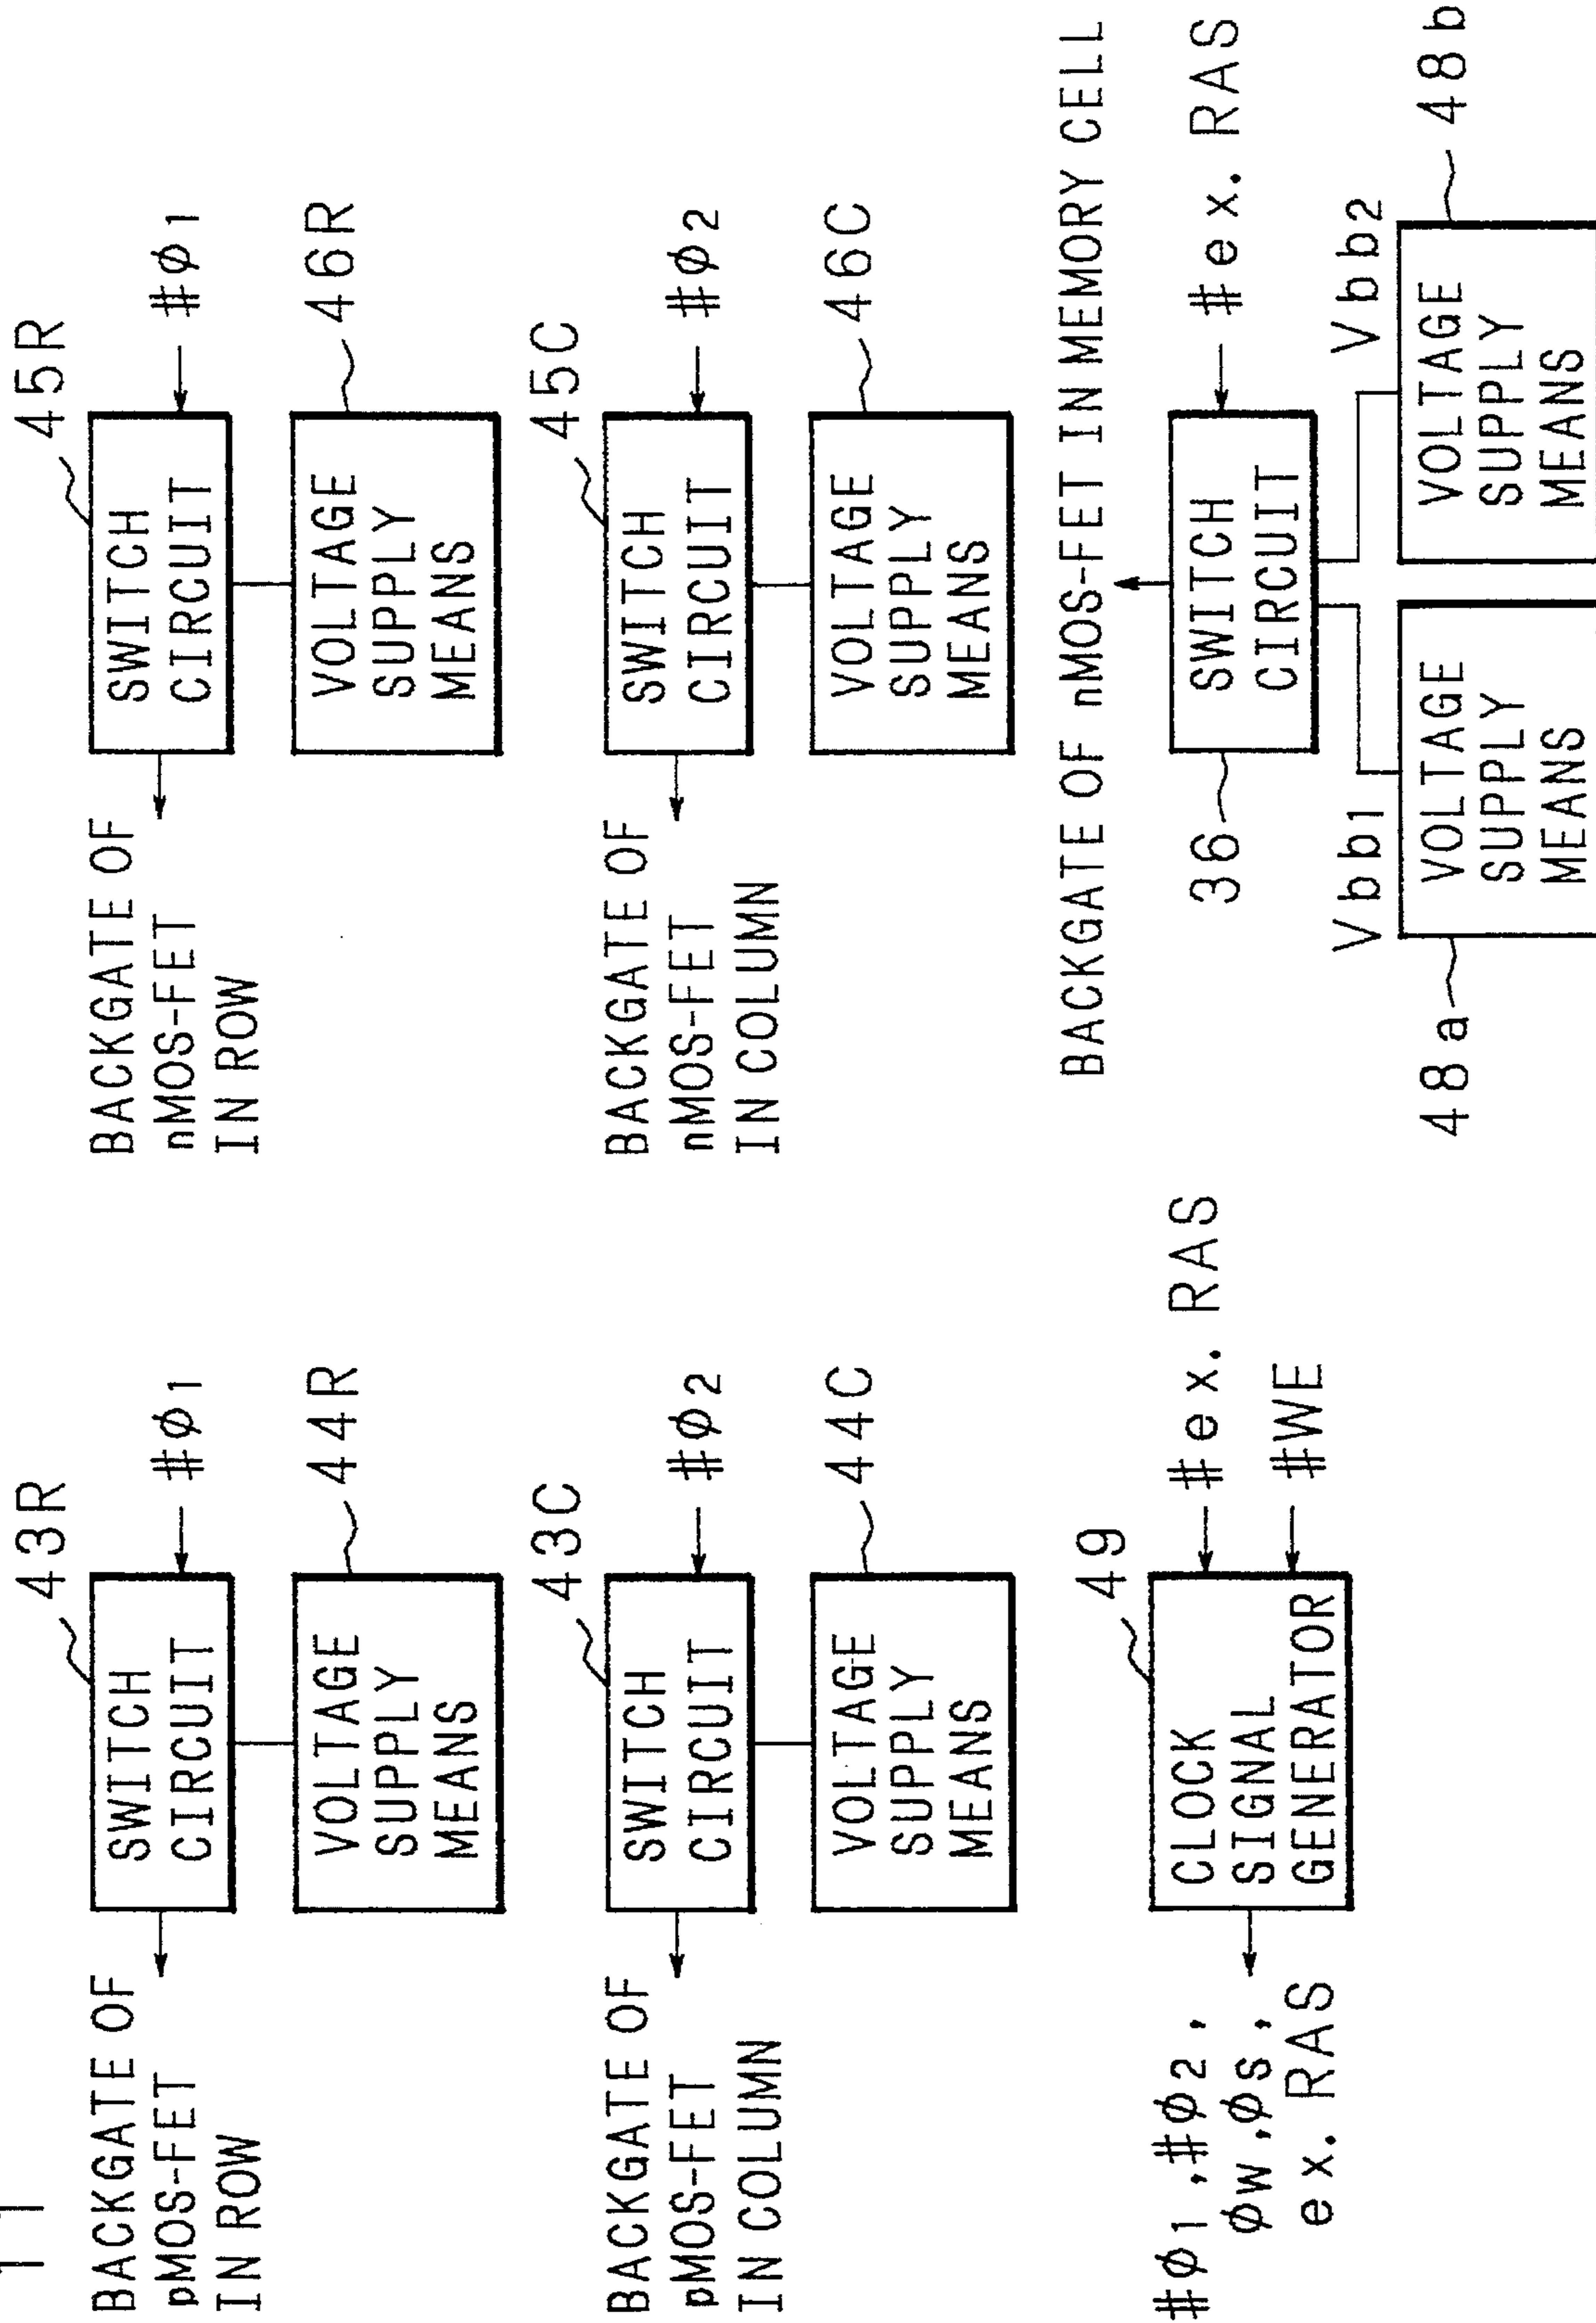 11
BACKGATE OF
pMOS-FET
IN ROW
43R
SWITCH
CIRCUIT
#φ1
VOLTAGE
SUPPLY
MEANS
44R
BACKGATE OF
nMOS-FET
IN ROW
45R
SWITCH
CIRCUIT
#φ1
VOLTAGE
SUPPLY
MEANS
46R
BACKGATE OF
pMOS-FET
IN COLUMN
43C
SWITCH
CIRCUIT
#φ2
VOLTAGE
SUPPLY
MEANS
44C
BACKGATE OF
nMOS-FET
IN COLUMN
45C
SWITCH
CIRCUIT
#φ2
VOLTAGE
SUPPLY
MEANS
46C
#φ1,#φ2,
φw,φs,
ex. RAS
49
CLOCK
SIGNAL
GENERATOR
#ex. RAS
#WE
BACKGATE OF nMOS-FET IN MEMORY CELL
36
SWITCH
CIRCUIT
#ex. RAS
Vbb1
Vbb2
48a
VOLTAGE
SUPPLY
MEANS
VOLTAGE
SUPPLY
MEANS
48b